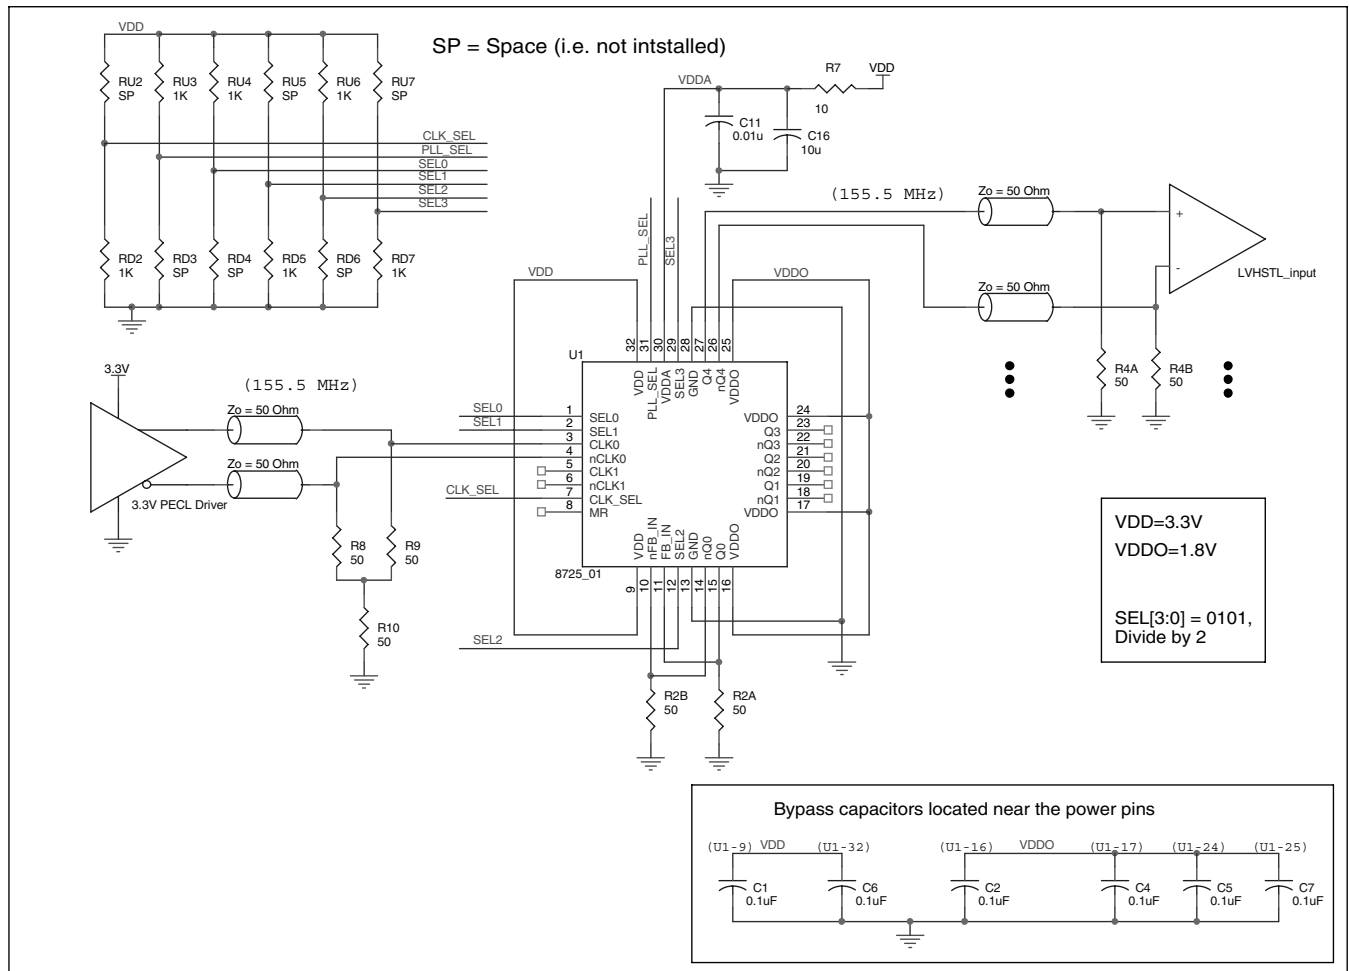 VDD
SP = Space (i.e. not intstalled)
RU2
SP
RU3
1K
RU4
1K
RU5
SP
RU6
1K
RU7
SP
CLK_SEL
PLL_SEL
SEL0
SEL1
SEL2
SEL3
RD2
1K
RD3
SP
RD4
SP
RD5
1K
RD6
SP
RD7
1K
VDDA
R7
10
VDD
C11
0.01u
C16
10u
(155.5 MHz)
Zo = 50 Ohm
Zo = 50 Ohm
+
-
LVHSTL_input
R4A
50
R4B
50
VDD
PLL_SEL
SEL3
VDDO
U1
32
31
30
29
28
27
26
25
VDD
PLL_SEL
VDDA
SEL3
GND
Q4
nQ4
VDDO
3.3V
(155.5 MHz)
Zo = 50 Ohm
Zo = 50 Ohm
3.3V PECL Driver
R8
50
R9
50
R10
50
SEL0
SEL1
CLK_SEL
SEL2
1 SEL0
2 SEL1
3 CLK0
4 nCLK0
5 CLK1
6 nCLK1
7 CLK_SEL
8 MR
VDDO 24
Q3 23
nQ3 22
Q2 21
nQ2 20
Q1 19
nQ1 18
VDDO 17
VDD
nFB_IN
FB_IN
SEL2
GND
nQ0
Q0
VDDO
8725_01
9
10
11
12
13
14
15
16
R2B
50
R2A
50
VDD=3.3V
VDDO=1.8V
SEL[3:0] = 0101,
Divide by 2
Bypass capacitors located near the power pins
(U1-9) VDD (U1-32) (U1-16) VDDO (U1-17) (U1-24) (U1-25)
C1
0.1uF
C6
0.1uF
C2
0.1uF
C4
0.1uF
C5
0.1uF
C7
0.1uF